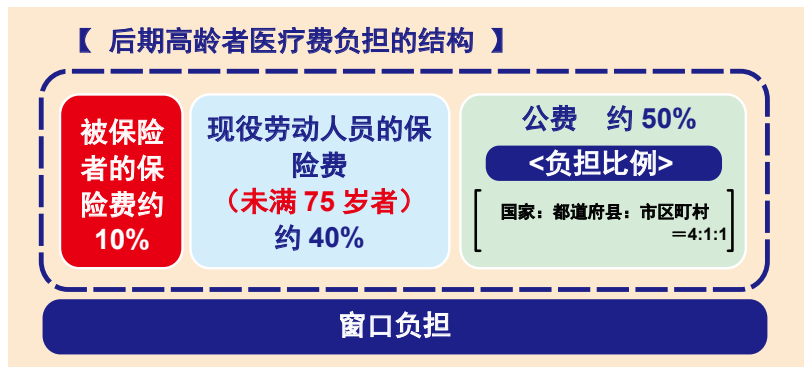 【 后期高龄者医疗费负担的结构 】
被保险
者的保
险费约
10%
现役劳动人员的保
险费
（未满 75 岁者）
约 40%
公费　约 50%
<负担比例>
国家：都道府县：市区町村
＝4:1:1
窗口负担